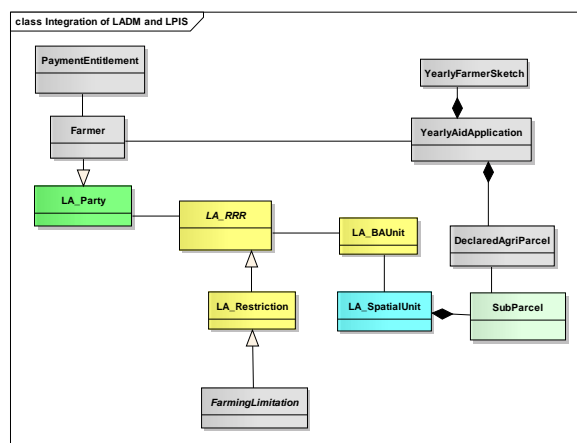 class Integration of LADM and LPIS
PaymentEntitlement
YearlyFarmerSketch
Farmer
YearlyAidApplication
LA_Party
LA_RRR
LA_BAUnit
DeclaredAgriParcel
LA_Restriction
LA_SpatialUnit
SubParcel
FarmingLimitation